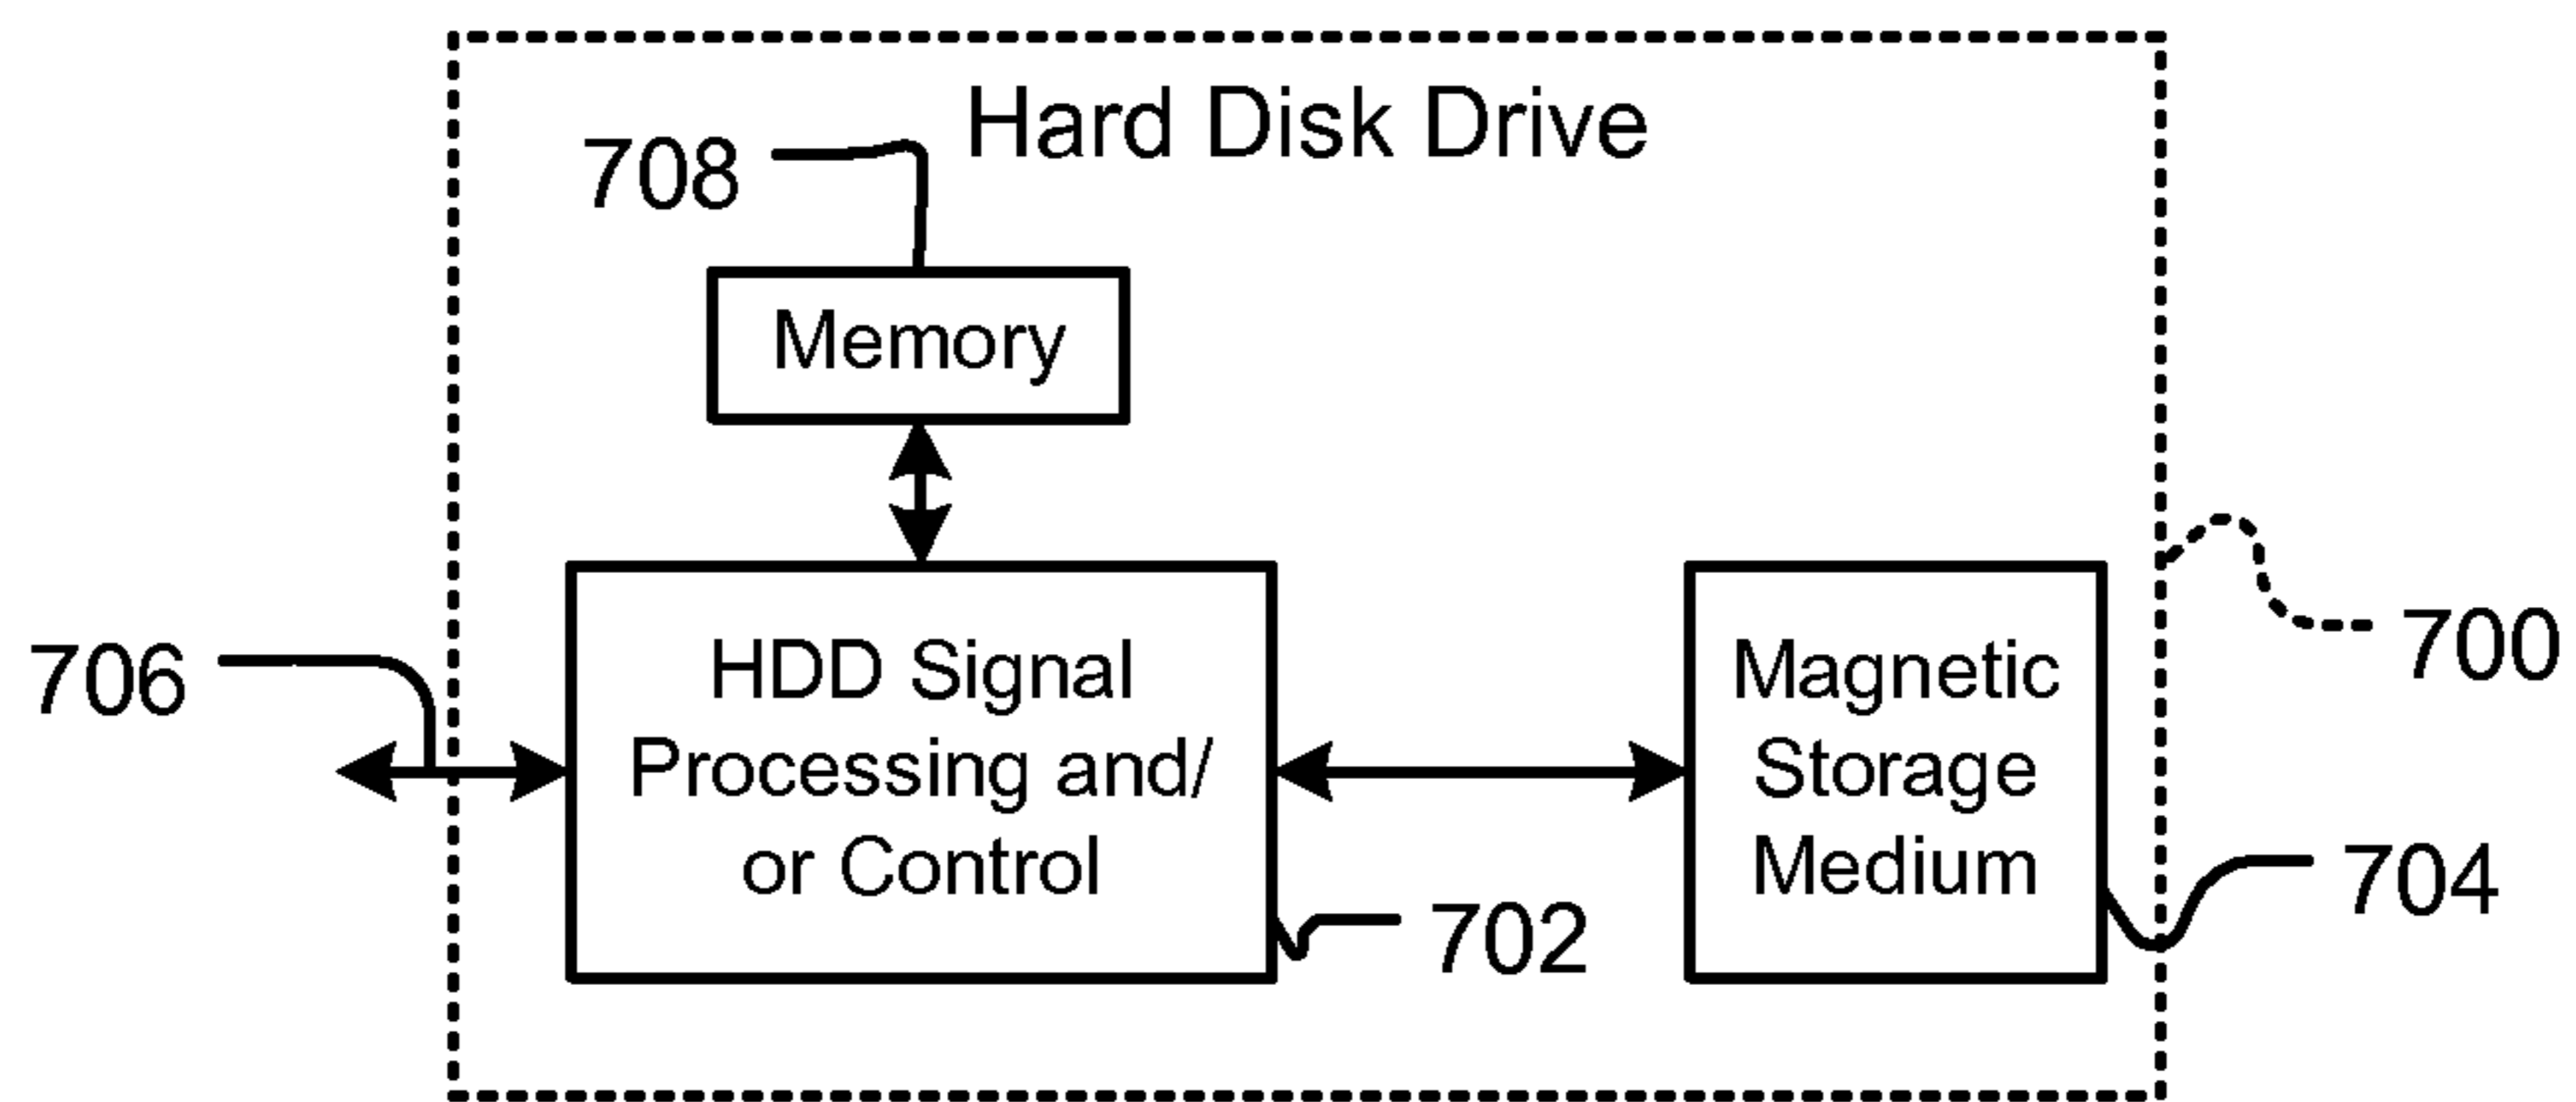 Hard Disk Drive
708
Memory
706
HDD Signal
Processing and/
or Control
702
Magnetic
Storage
Medium
700
704